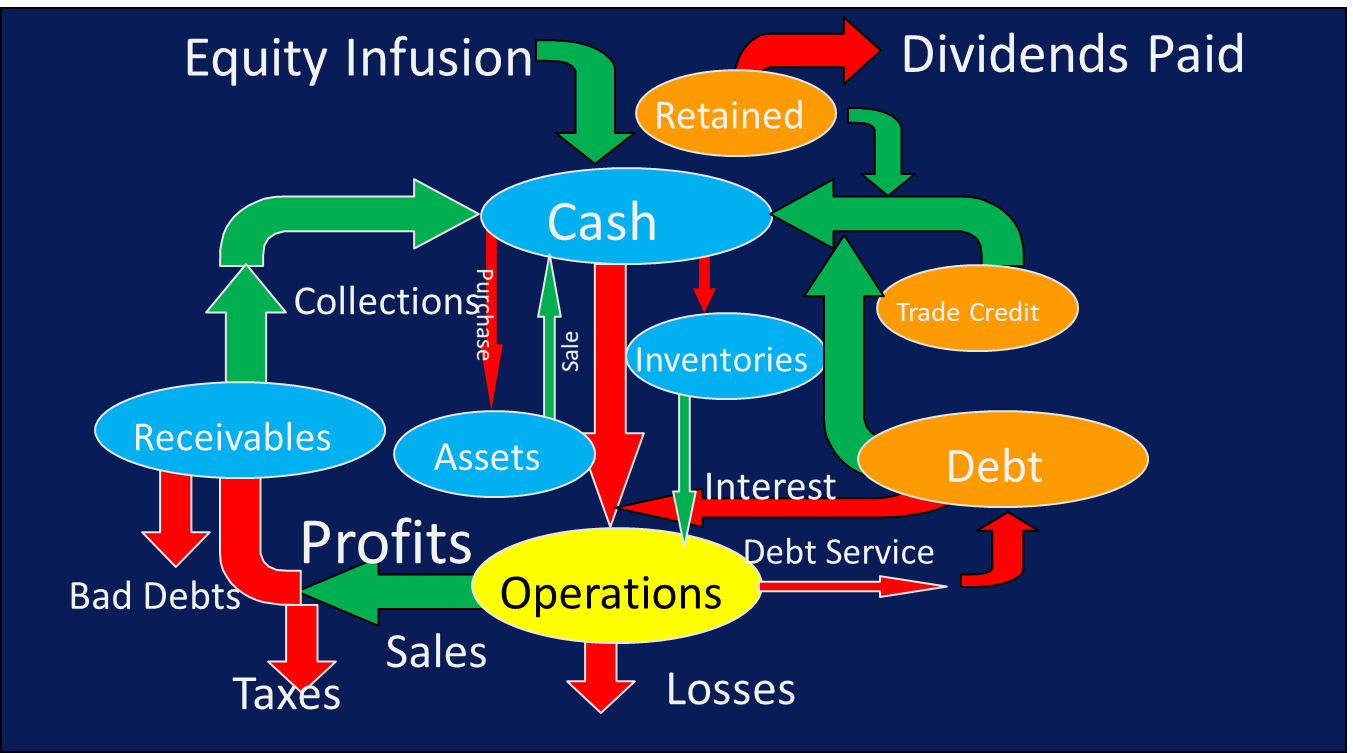 Equity Infusion
Dividends Paid
Retained
Cash
Collections
Purchase
Sale
Trade Credit
Inventories
Receivables
Assets
Debt
Interest
Profits
Debt Service
Operations
Bad Debts
Sales
Taxes
Losses